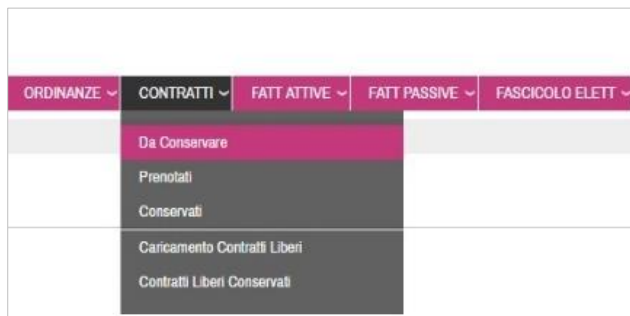 ORDINANZE CONTRATTI FATT ATTIVE FATT PASSIVE FASCICOLO ELETT
Da Conservare
Prenotati
Conservati
Caricamento Contratti Liberi
Contratti Liberi Conservati